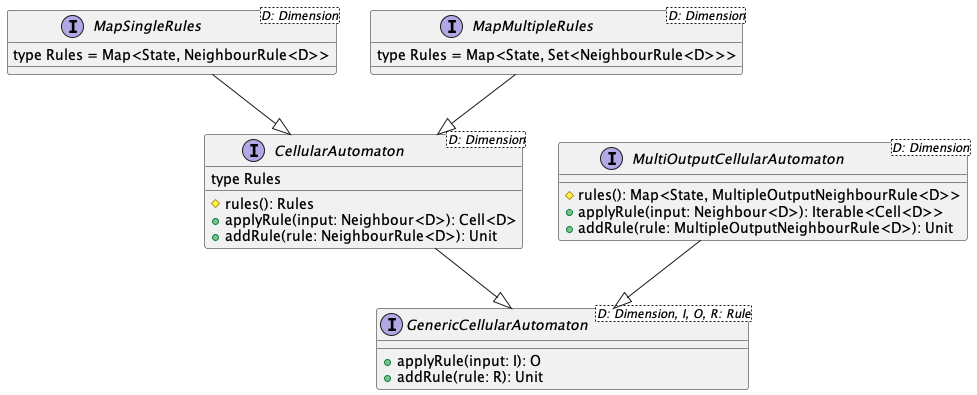 D: Dimension
I MapSingleRules
type Rules = Map<State, NeighbourRule<D>>
D: Dimension
I MapMultipleRules
type Rules = Map<State, Set<NeighbourRule<D>>>
D: Dimension
I CellularAutomaton
type Rules
rules(): Rules
applyRule(input: Neighbour<D>): Cell<D>
addRule(rule: NeighbourRule<D>): Unit
D: Dimension
I MultiOutputCellularAutomaton
rules(): Map<State, MultipleOutputNeighbourRule<D>>
applyRule(input: Neighbour<D>): Iterable<Cell<D>>
addRule(rule: MultipleOutputNeighbourRule<D>): Unit
D: Dimension, I, O, R: Rule
I GenericCellularAutomaton
applyRule(input: I): O
addRule(rule: R): Unit